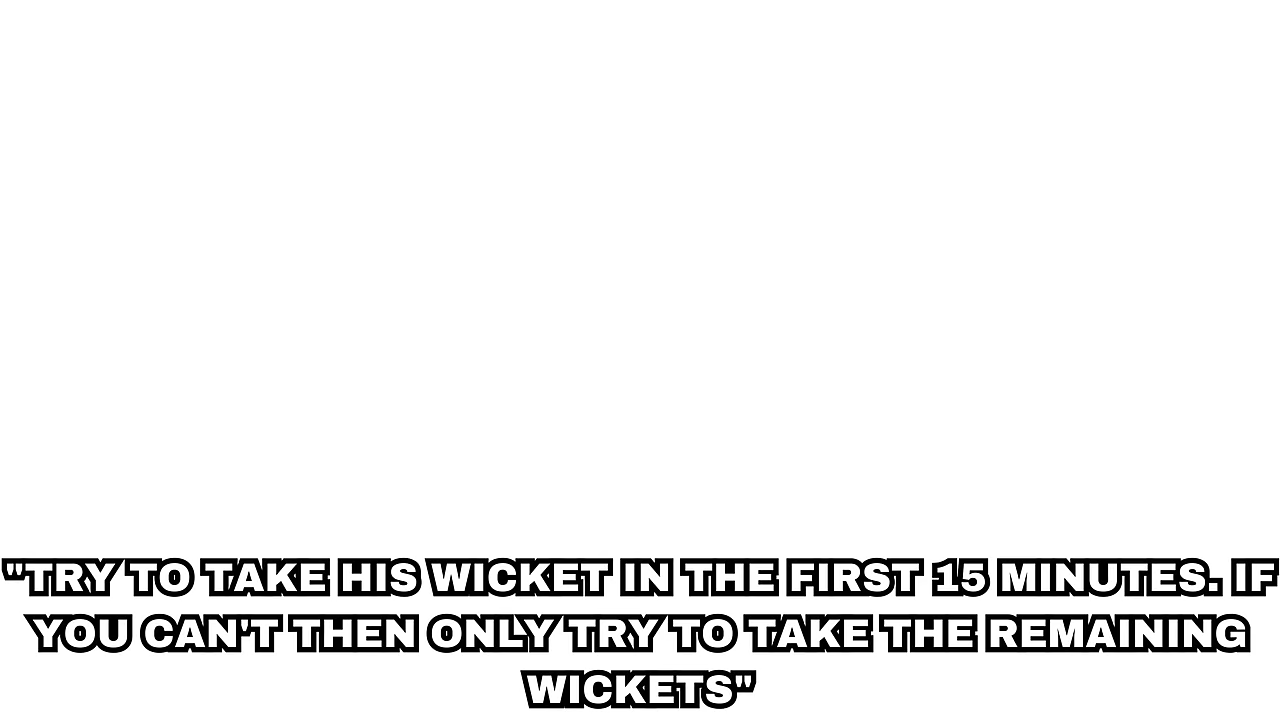 "TRY TO TAKE HIS WICKET IN THE FIRST 15 MINUTES. IF
YOU CAN'T THEN ONLY TRY TO TAKE THE REMAINING
WICKETS"